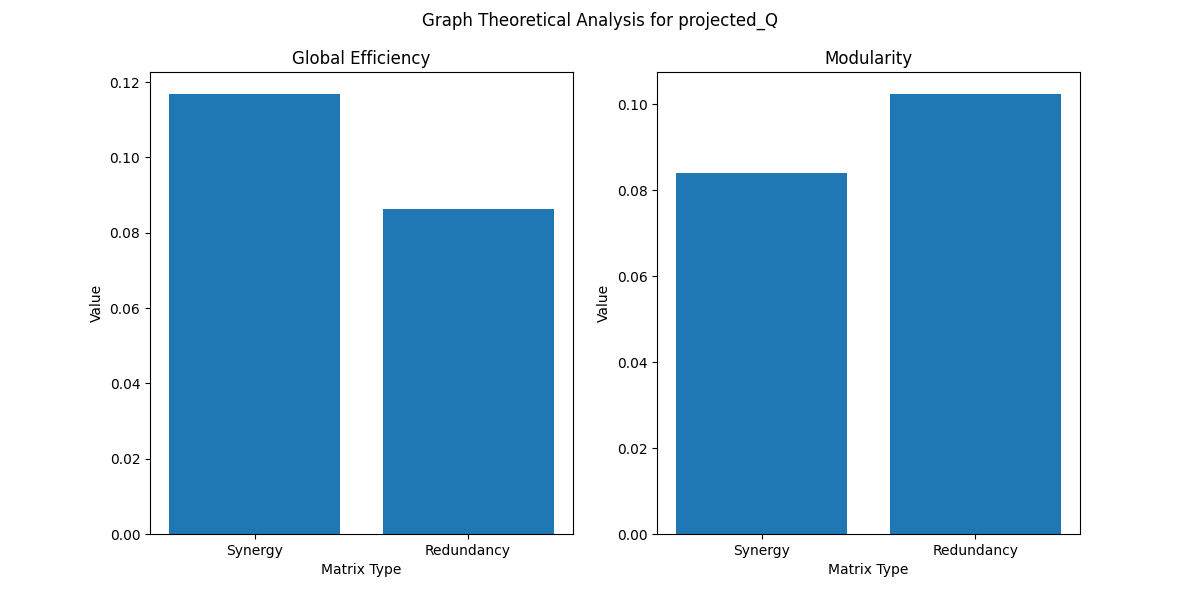 Graph Theoretical Analysis for projected_Q
Global Efficiency
0.12
0.10
0.08
0.06
0.04
0.02
0.00
Value
Synergy Redundancy
Matrix Type
Modularity
0.10
0.08
0.06
0.04
0.02
0.00
Value
Synergy Redundancy
Matrix Type